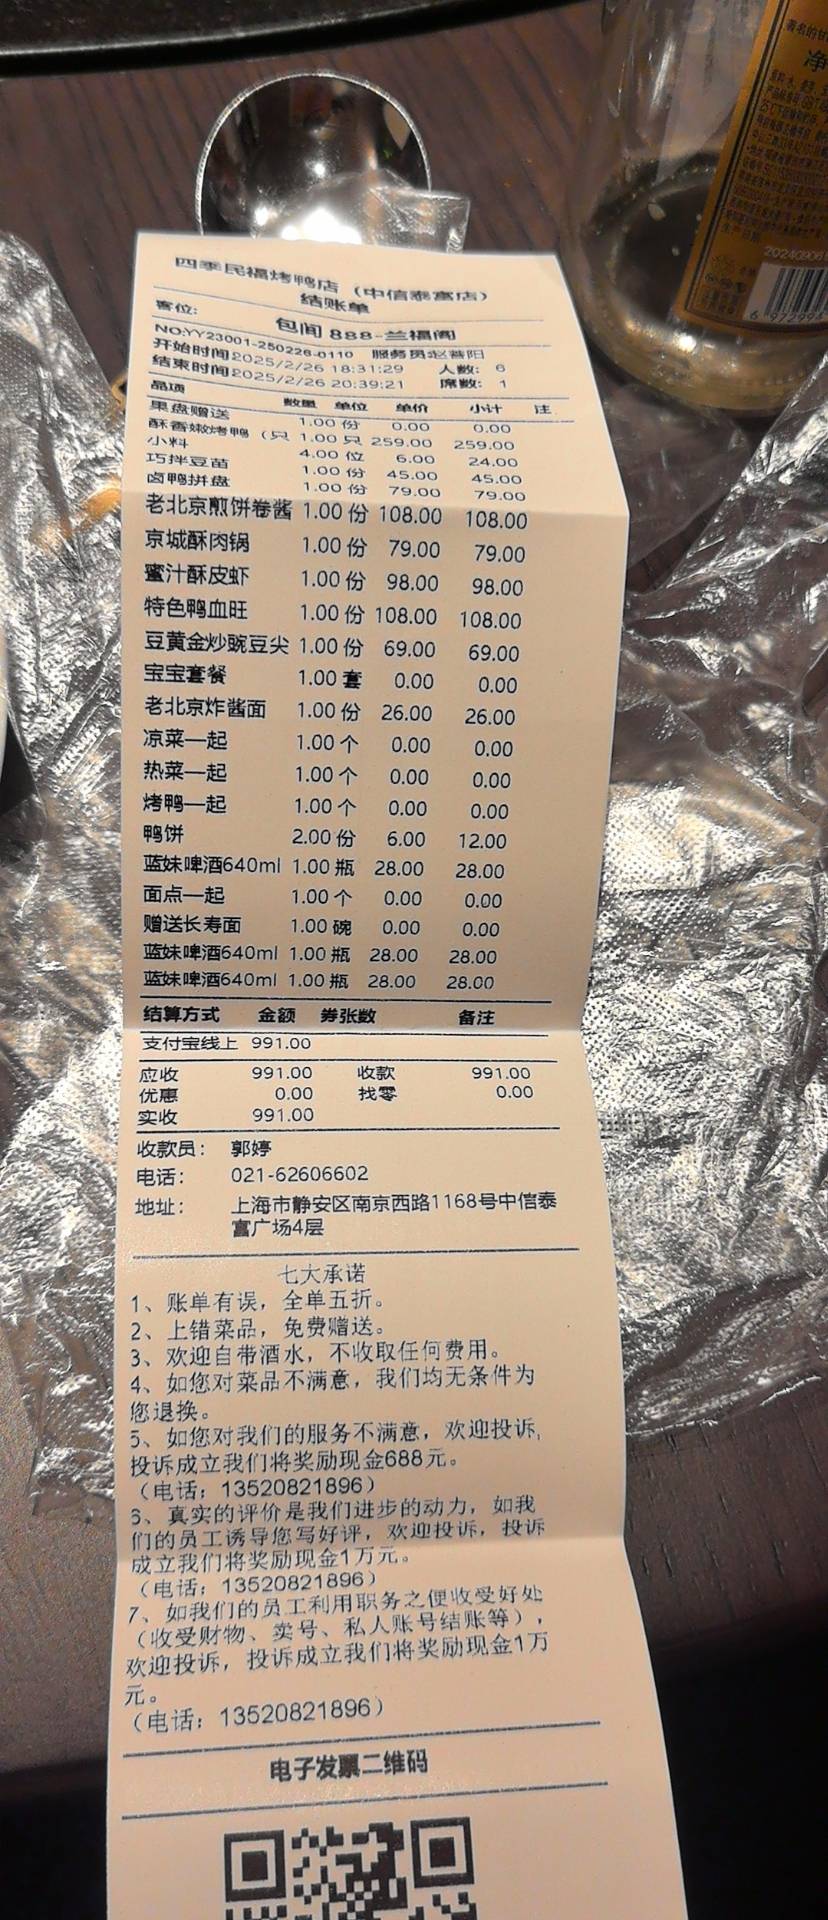 四季民福烤鸭店（中信泰富店）
结账单
客位： 包间 888-兰福阁
NO:YY23001-250226-0110 服务员:赵
开始时间:2025/2/26 18:31:29 人数： 6
结束时间:2025/2/26 20:39:21 席数： 1
品项 数量 单位 单价 小计 注
果盘赠送 1.00 份 0.00 0.00
酥香嫩烤鸭（只 1.00 只 259.00 259.00
小料 4.00 位 6.00 24.00
巧拌豆苗 1.00 份 45.00 45.00
卤鸭拼盘 1.00 份 79.00 79.00
老北京煎饼卷酱 1.00 份 108.00 108.00
京城酥肉锅 1.00 份 79.00 79.00
蜜汁酥皮虾 1.00 份 98.00 98.00
特色鸭血旺 1.00 份 108.00 108.00
豆黄金炒豌豆尖 1.00 份 69.00 69.00
宝宝套餐 1.00 套 0.00 0.00
老北京炸酱面 1.00 份 26.00 26.00
凉菜一起 1.00 个 0.00 0.00
热菜一起 1.00 个 0.00 0.00
烤鸭一起 1.00 个 0.00 0.00
鸭饼 2.00 份 6.00 12.00
蓝妹啤酒640ml 1.00 瓶 28.00 28.00
面点一起 1.00 个 0.00 0.00
赠送长寿面 1.00 碗 0.00 0.00
蓝妹啤酒640ml 1.00 瓶 28.00 28.00
蓝妹啤酒640ml 1.00 瓶 28.00 28.00
结算方式 金额 券张数 备注
支付宝线上 991.00
应收 991.00 收款 991.00
优惠 0.00 找零 0.00
实收 991.00
收款员： 郭婷
电话： 021-62606602
地址： 上海市静安区南京西路1168号中信泰
富广场4层
七大承诺
1、账单有误，全单五折。
2、上错菜品，免费赠送。
3、欢迎自带酒水，不收取任何费用。
4、如您对菜品不满意，我们均无条件为
您退换。
5、如您对我们的服务不满意，欢迎投诉，
投诉成立我们将奖励现金688元。
（电话：13520821896）
6、真实的评价是我们进步的动力，如我
们的员工诱导您写好评，欢迎投诉，投诉
成立我们将奖励现金1万元。
（电话：13520821896）
7、如我们的员工利用职务之便收受好处
（收受财物、卖号、私人账号结账等），
欢迎投诉，投诉成立我们将奖励现金1万
元。
（电话：13520821896）
电子发票二维码
净
生产日期
20240906